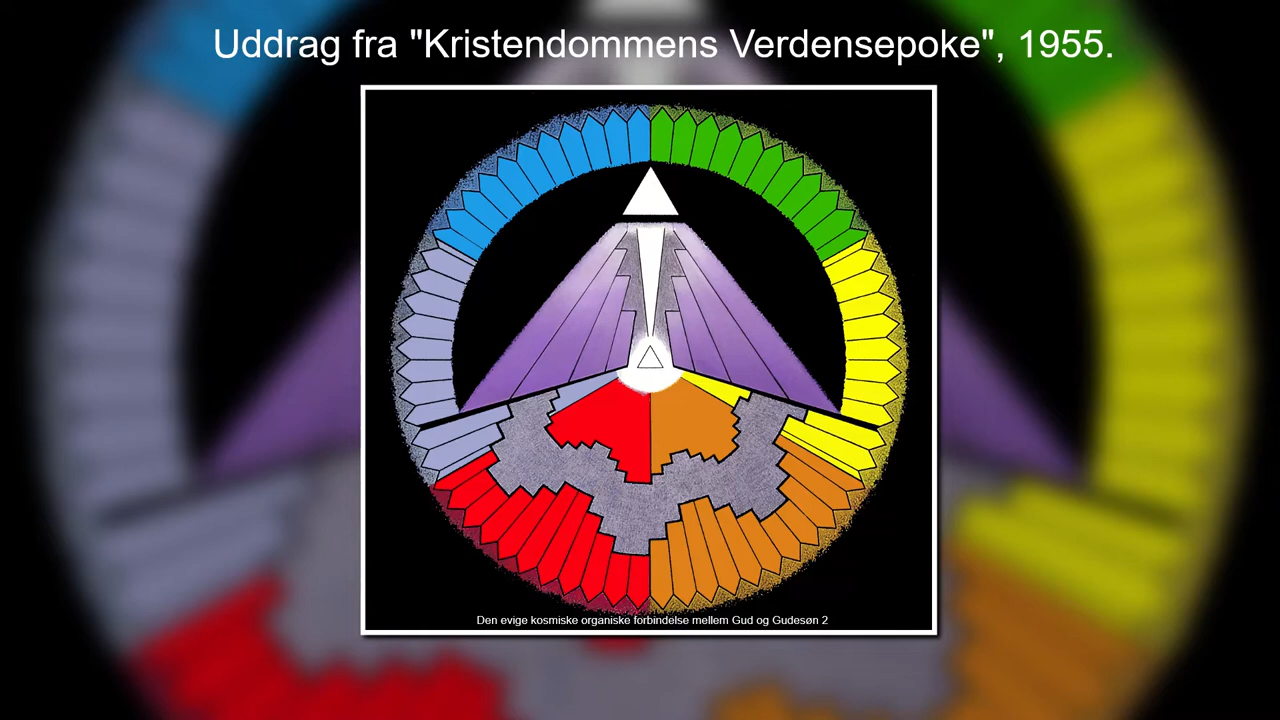 Uddrag fra "Kristendommens Verdensepoke", 1955.
Den evige kosmiske organiske forbindelse mellem Gud og Gudesøn 2